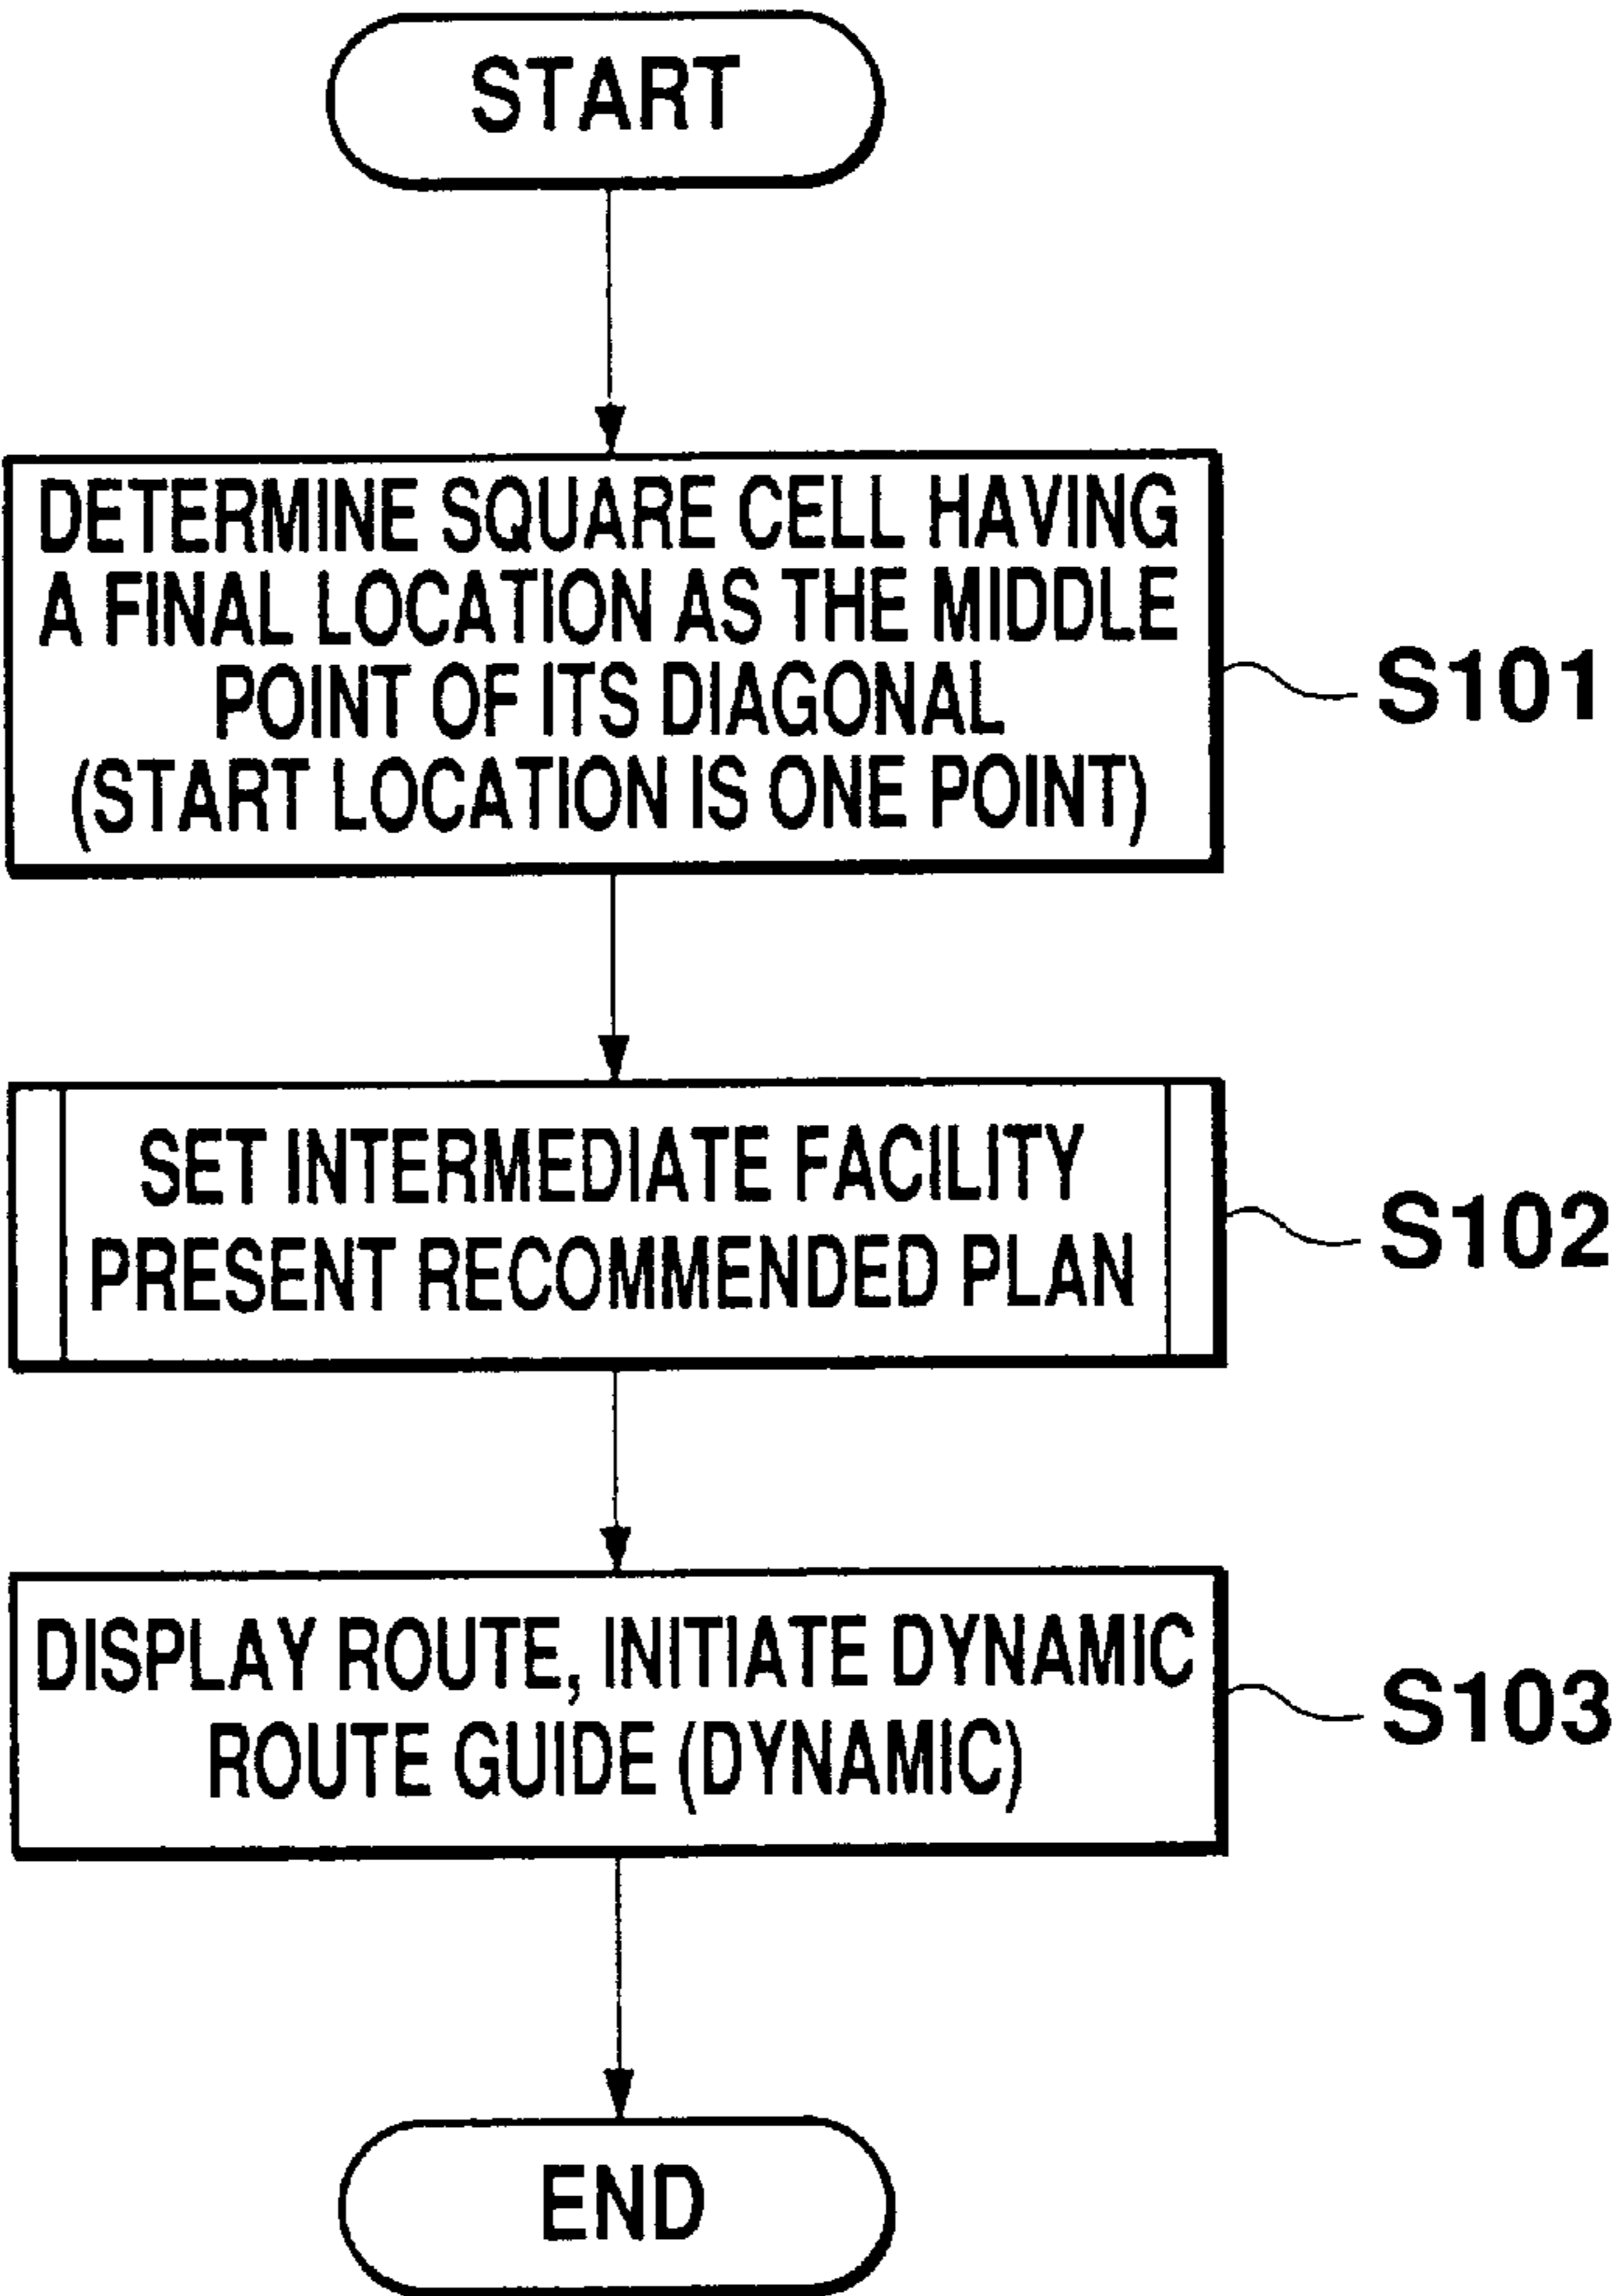 START
DETERMINE SQUARE CELL HAVING
A FINAL LOCATION AS THE MIDDLE
POINT OF ITS DIAGONAL
(START LOCATION IS ONE POINT)
S101
SET INTERMEDIATE FACILITY
PRESENT RECOMMENDED PLAN
S102
DISPLAY ROUTE, INITIATE DYNAMIC
ROUTE GUIDE (DYNAMIC)
S103
END